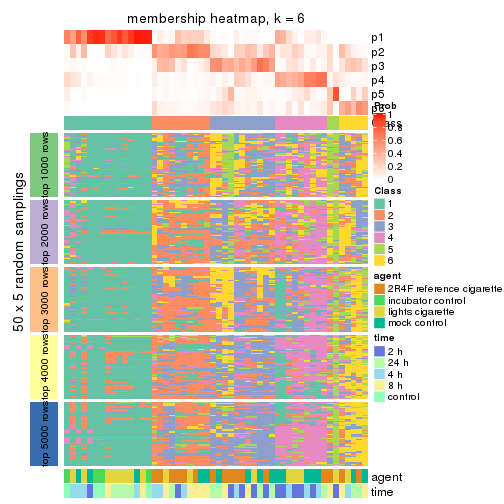 membership heatmap, k = 6
p1
p2
p3
p4
p5
p6
Prob
1
0.8
0.6
0.4
0.2
0
Class
Class
1
2
3
4
5
6
agent
2R4F reference cigarette
incubator control
lights cigarette
mock control
time
2 h
24 h
4 h
8 h
control
50 x 5 random samplings
top 1000 rows
top 2000 rows
top 3000 rows
top 4000 rows
top 5000 rows
agent
time